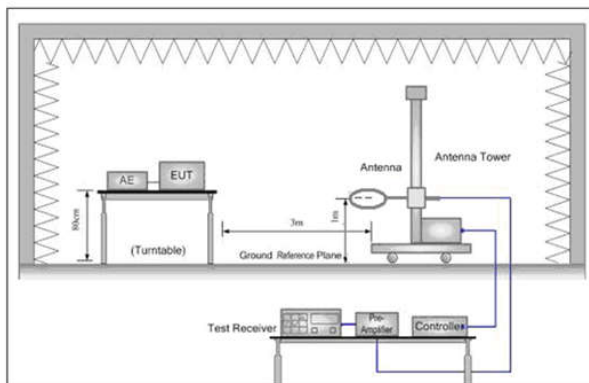 Antenna
Antenna Tower
AE
EUT
80cm
(Turntable)
3m
1m
Ground Reference Plane
Test Receiver
Pre-
Amplifier
Controller